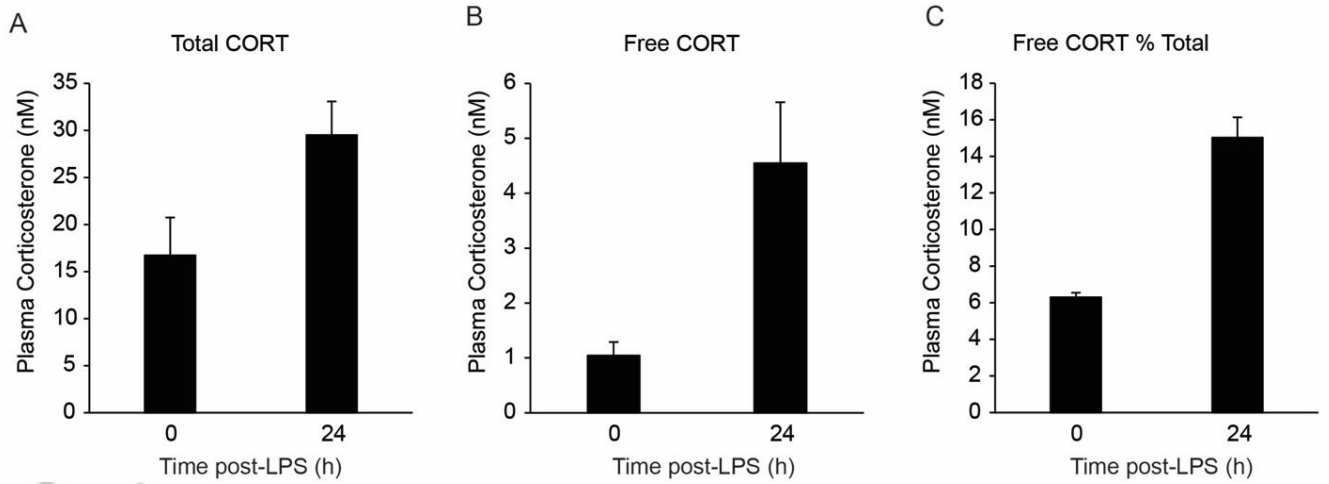 A
Total CORT
Plasma Corticosterone (nM)
35
30
25
20
15
10
5
0
0 24
Time post-LPS (h)
B
Free CORT
Plasma Corticosterone (nM)
6
5
4
3
2
1
0
0 24
Time post-LPS (h)
C
Free CORT % Total
Plasma Corticosterone (nM)
18
16
14
12
10
8
6
4
2
0
0 24
Time post-LPS (h)